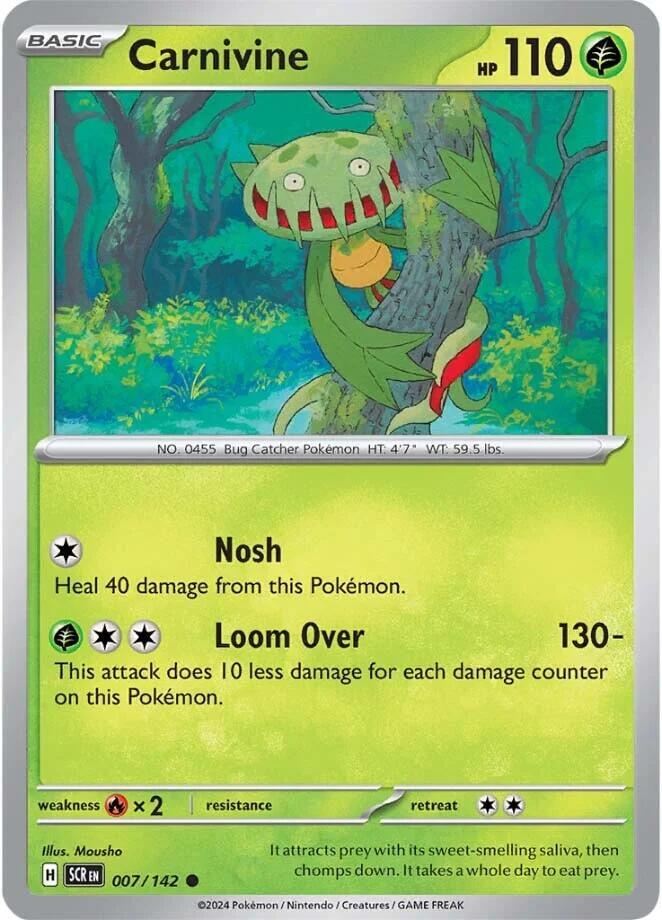 BASIC Carnivine HP 110
NO. 0455 Bug Catcher Pokémon HT: 4'7" WT: 59.5 lbs.
Nosh
Heal 40 damage from this Pokémon.
Loom Over 130-
This attack does 10 less damage for each damage counter
on this Pokémon.
weakness ×2 resistance retreat
Illus. Mousho
It attracts prey with its sweet-smelling saliva, then
chomps down. It takes a whole day to eat prey.
H SCR EN 007/142
©2024 Pokémon / Nintendo / Creatures / GAME FREAK